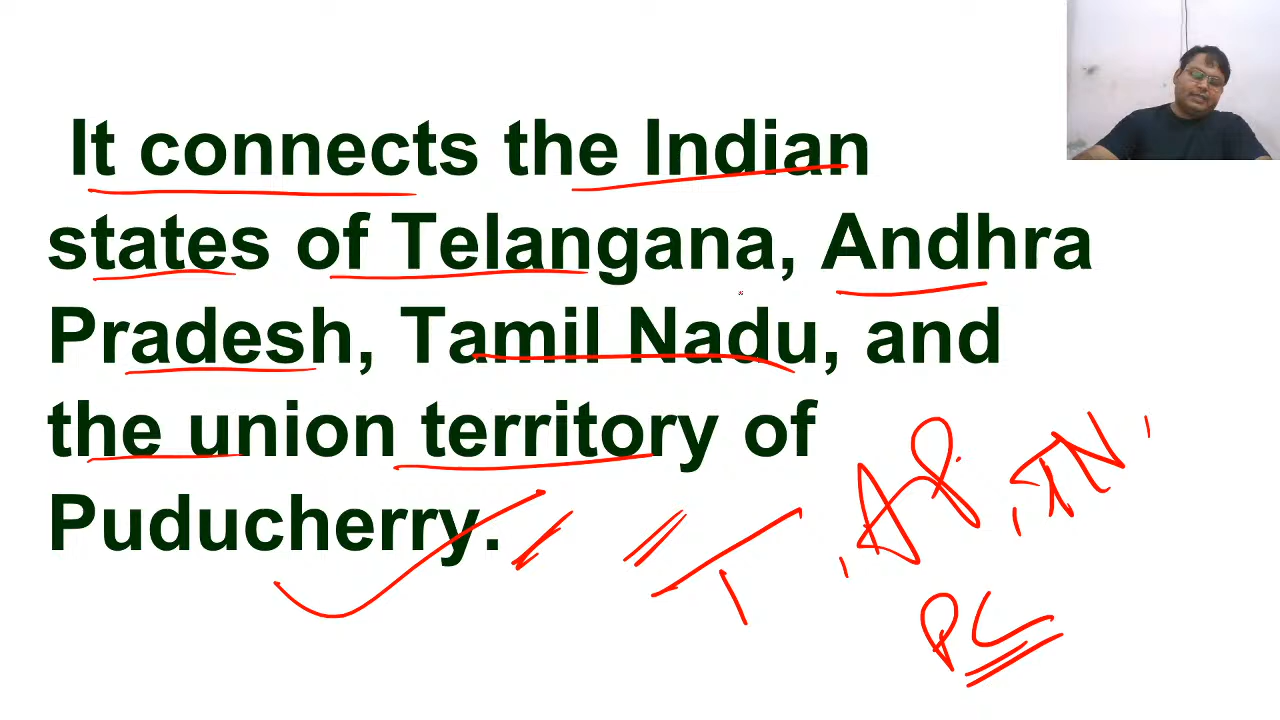 It connects the Indian
states of Telangana, Andhra
Pradesh, Tamil Nadu, and
the union territory of
Puducherry.
T, AP, TN,
PC